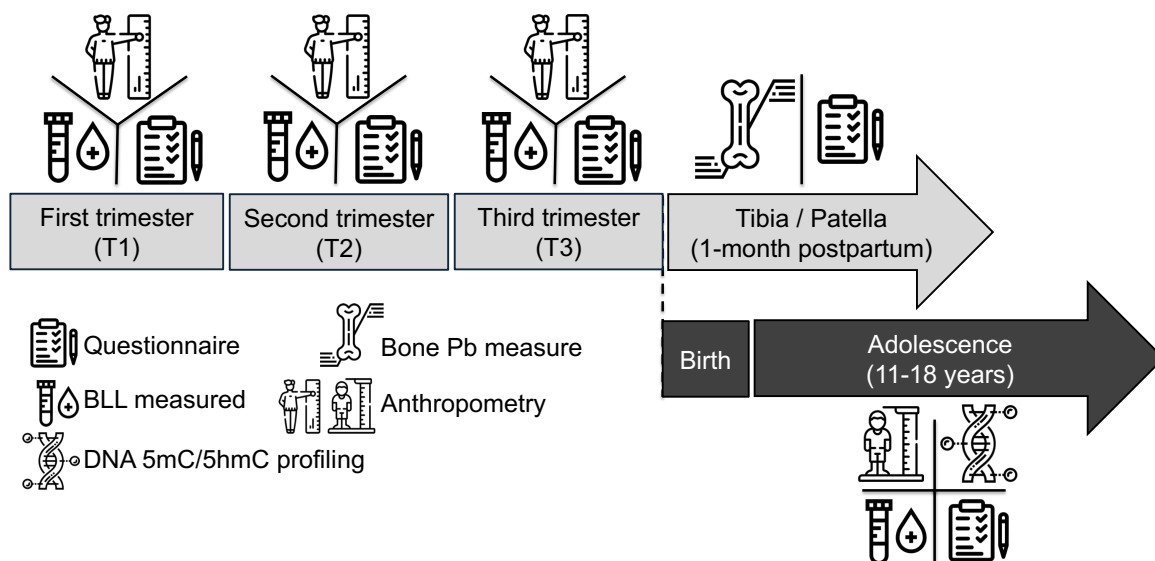 First trimester
(T1)
Second trimester
(T2)
Third trimester
(T3)
Tibia / Patella
(1-month postpartum)
Birth
Adolescence
(11-18 years)
Questionnaire
Bone Pb measure
BLL measured
Anthropometry
DNA 5mC/5hmC profiling